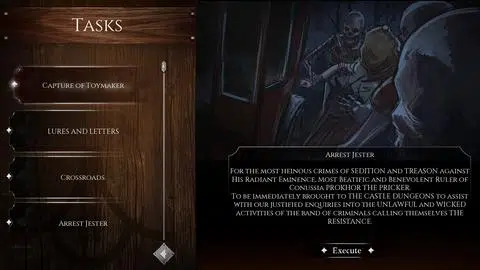 TASKS
CAPTURE OF TOYMAKER
LURES AND LETTERS
CROSSROADS
ARREST JESTER
ARREST JESTER
FOR THE MOST HEINOUS CRIMES OF SEDITION AND TREASON AGAINST
HIS RADIANT EMINENCE, MOST BEATIFIC AND BENEVOLENT RULER OF
CONUSSIA PROKHOR THE PRICKER.
TO BE IMMEDIATELY BROUGHT TO THE CASTLE DUNGEONS TO ASSIST
WITH OUR JUSTIFIED ENQUIRIES INTO THE UNLAWFUL AND WICKED
ACTIVITIES OF THE BAND OF CRIMINALS CALLING THEMSELVES THE
RESISTANCE.
Execute